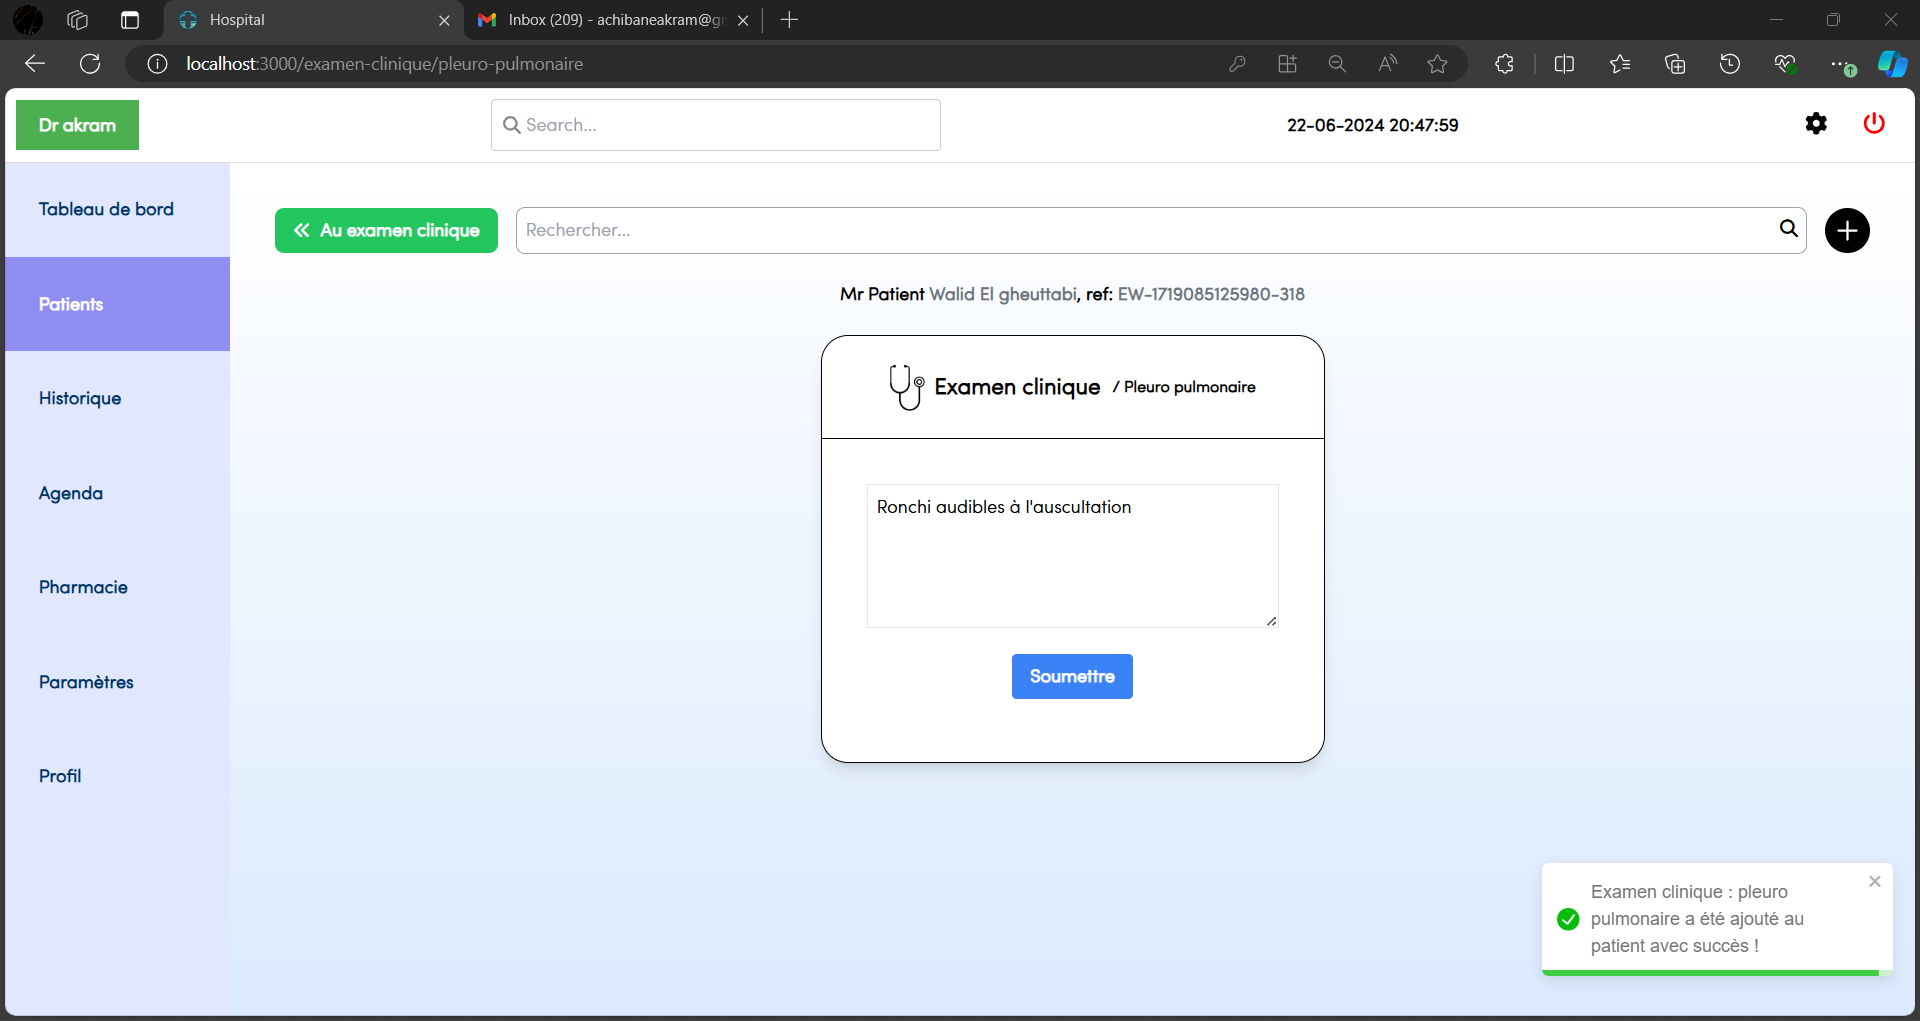 Hospital
Inbox (209) - achibaneakram@g
localhost:3000/examen-clinique/pleuro-pulmonaire
Dr akram
Search...
22-06-2024 20:47:59
Tableau de bord
Patients
Historique
Agenda
Pharmacie
Paramètres
Profil
Au examen clinique
Rechercher...
Mr Patient Walid El gheuttabi, ref: EW-1719085125980-318
Examen clinique / Pleuro pulmonaire
Ronchi audibles à l'auscultation
Soumettre
Examen clinique : pleuro
pulmonaire a été ajouté au
patient avec succès !